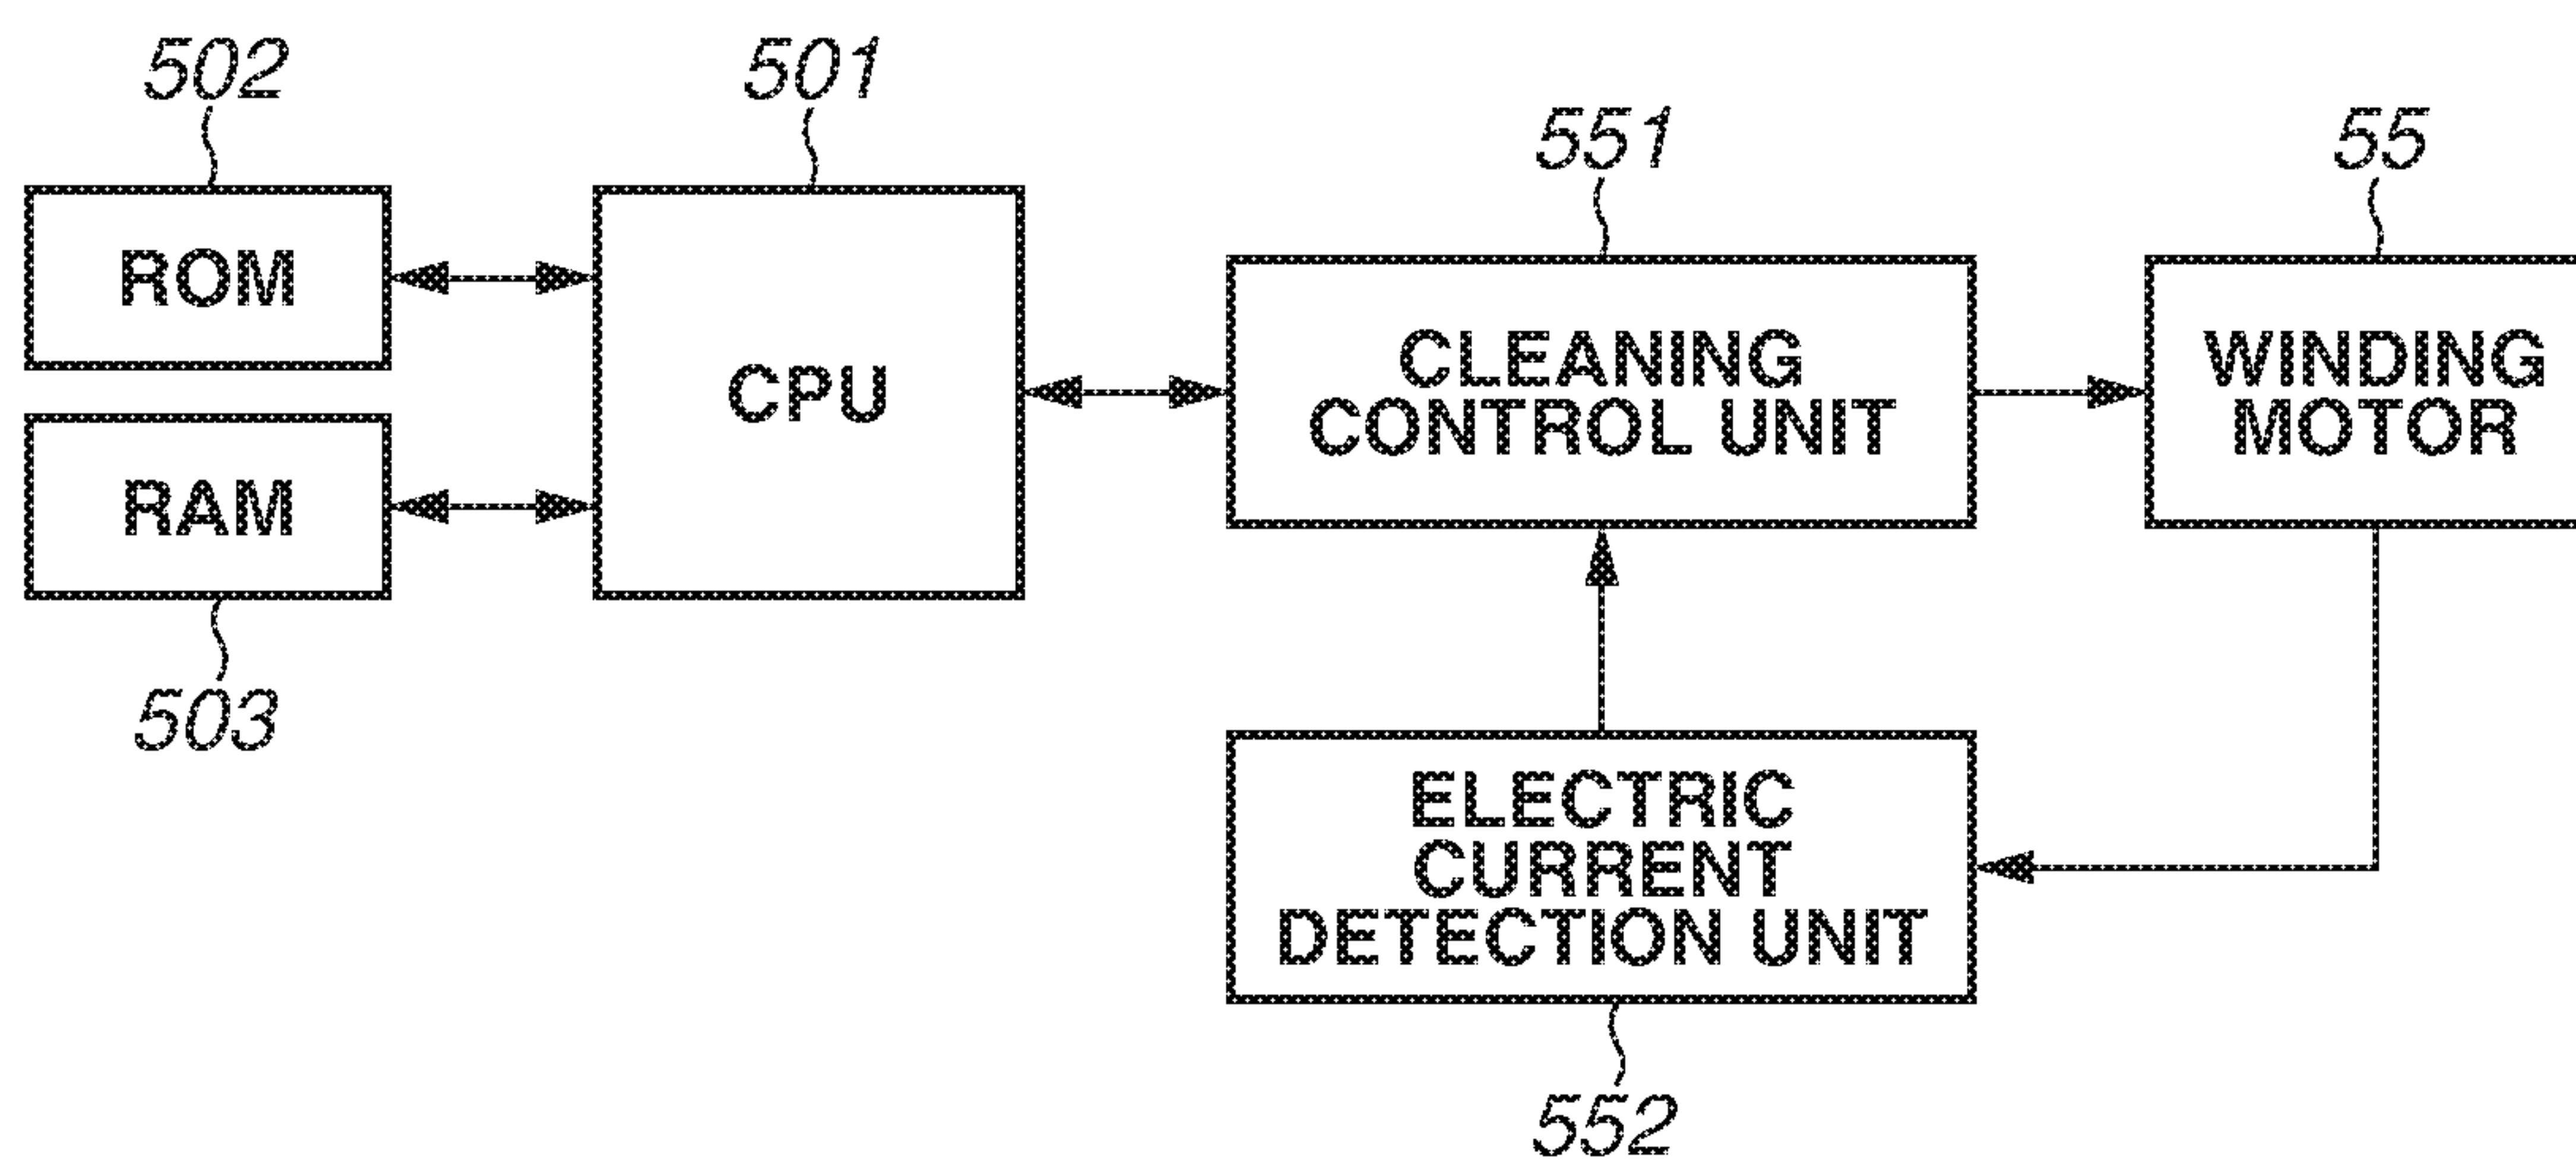 502
501
551
55
ROM
CPU
RAM
CLEANING
CONTROL UNIT
WINDING
MOTOR
503
ELECTRIC
CURRENT
DETECTION UNIT
552